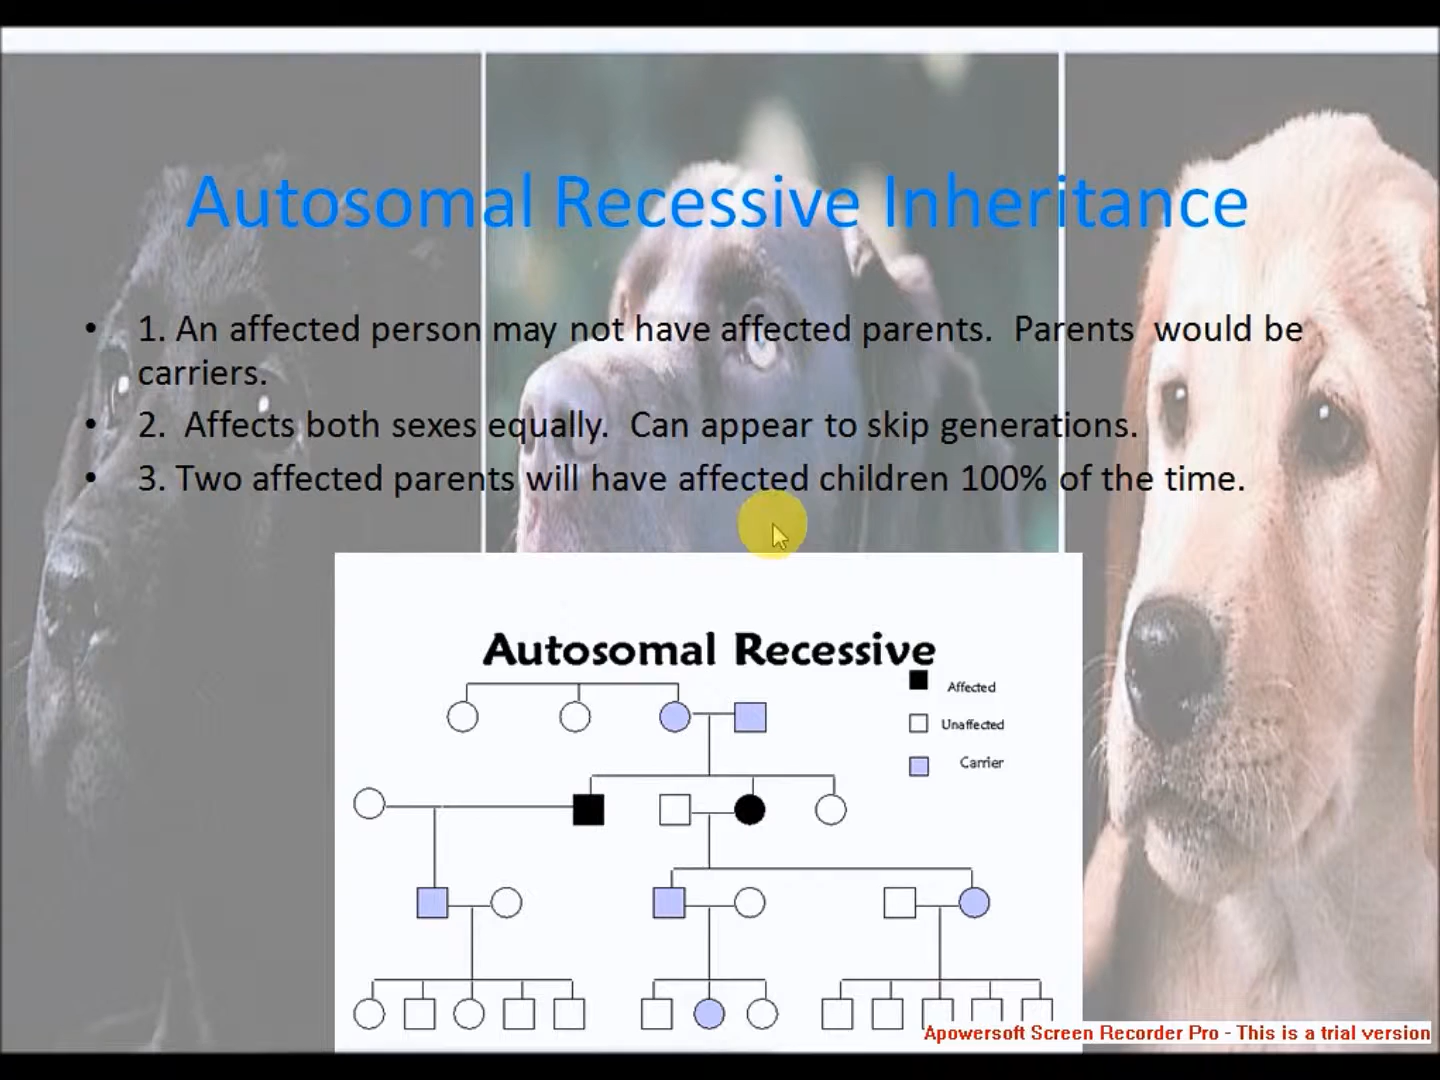 Autosomal Recessive Inheritance
• 1. An affected person may not have affected parents.  Parents  would be
carriers.
• 2.  Affects both sexes equally.  Can appear to skip generations.
• 3. Two affected parents will have affected children 100% of the time.
Autosomal Recessive
Affected
Unaffected
Carrier
Apowersoft Screen Recorder Pro - This is a trial version